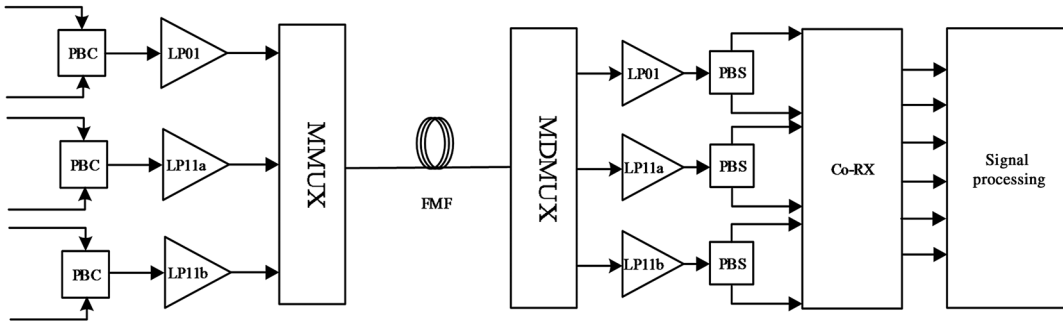 PBC
LP01
PBC
LP11a
PBC
LP11b
MMUX
FMF
MDMUX
LP01
PBS
LP11a
PBS
LP11b
PBS
Co-RX
Signal
processing